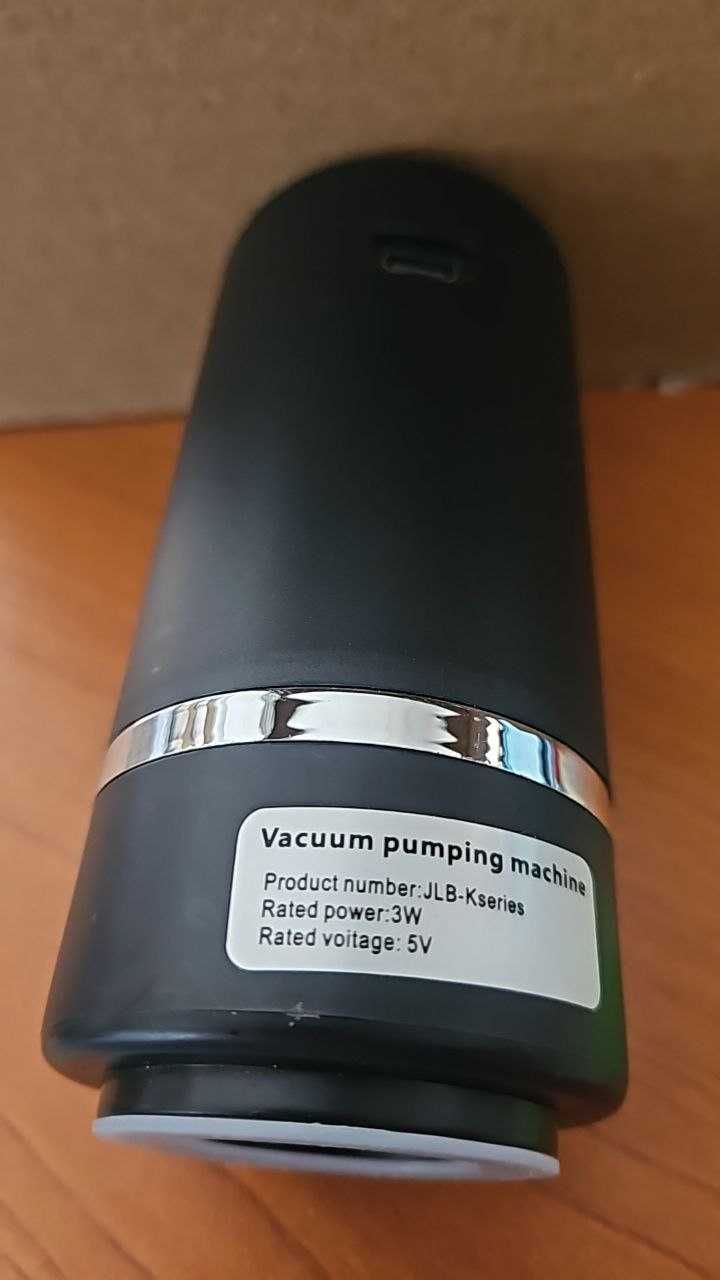 Vacuum pumping machine
Product number:JLB-Kseries
Rated power:3W
Rated voitage: 5V